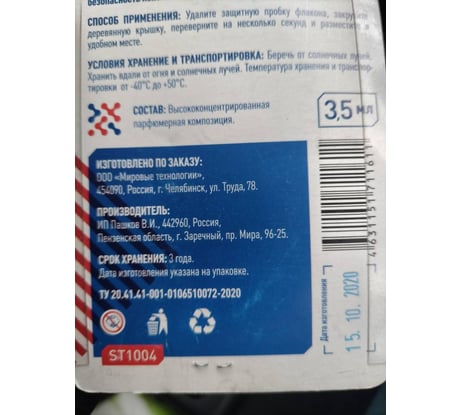 СПОСОБ ПРИМЕНЕНИЯ: Удалите защитную пробку флакона, закрутите
деревянную крышку, переверните на несколько секунд и разместите в
удобном месте.
УСЛОВИЯ ХРАНЕНИЕ И ТРАНСПОРТИРОВКА: Беречь от солнечных лучей.
Хранить вдали от огня и солнечных лучей. Температура хранения и транспор-
тировки от -40°С до +50°С.
СОСТАВ: Высококонцентрированная
парфюмерная композиция.
3,5 МЛ
ИЗГОТОВЛЕНО ПО ЗАКАЗУ:
ООО «Мировые технологии»,
454090, Россия, г. Челябинск, ул. Труда, 78.
ПРОИЗВОДИТЕЛЬ:
ИП Пашков В.И., 442960, Россия,
Пензенская область, г. Заречный, пр. Мира, 96-25.
СРОК ХРАНЕНИЯ: 3 года.
Дата изготовления указана на упаковке.
ТУ 20.41.41-001-0106510072-2020
ST1004
4 631151 711611
Дата изготовления
15.10.2020